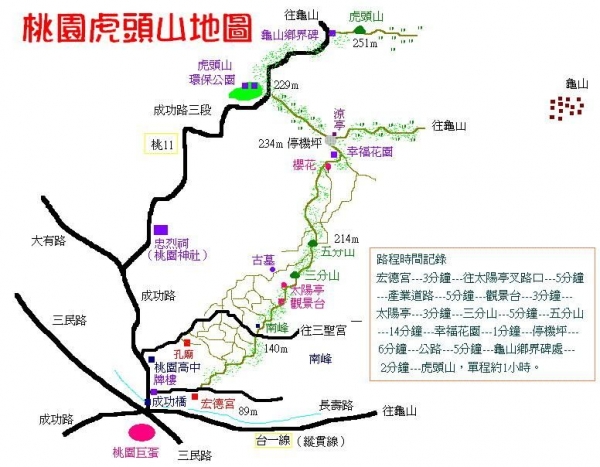 桃園虎頭山地圖
往龜山
虎頭山
龜山鄉界碑
251m
虎頭山
環保公園
229m
龜山
成功路三段
涼亭
往龜山
桃11
234m 停機坪
幸福花園
櫻花
忠烈祠
(桃園神社)
大有路
214m
五分山
古墓
三分山
成功路
太陽亭
觀景台
三民路
南峰
往三聖宮
孔廟
140m
南峰
桃園高中
牌樓
成功橋
宏德宮
89m
長壽路
往龜山
成功路
台一線 (縱貫線)
桃園巨蛋
三民路
路程時間記錄
宏德宮---3分鐘---往太陽亭叉路口---5分鐘
---產業道路---5分鐘---觀景台---3分鐘---
太陽亭---3分鐘---三分山---5分鐘---五分山
---14分鐘---幸福花園---1分鐘---停機坪---
6分鐘---公路---5分鐘---龜山鄉界碑處---
2分鐘---虎頭山，單程約1小時。